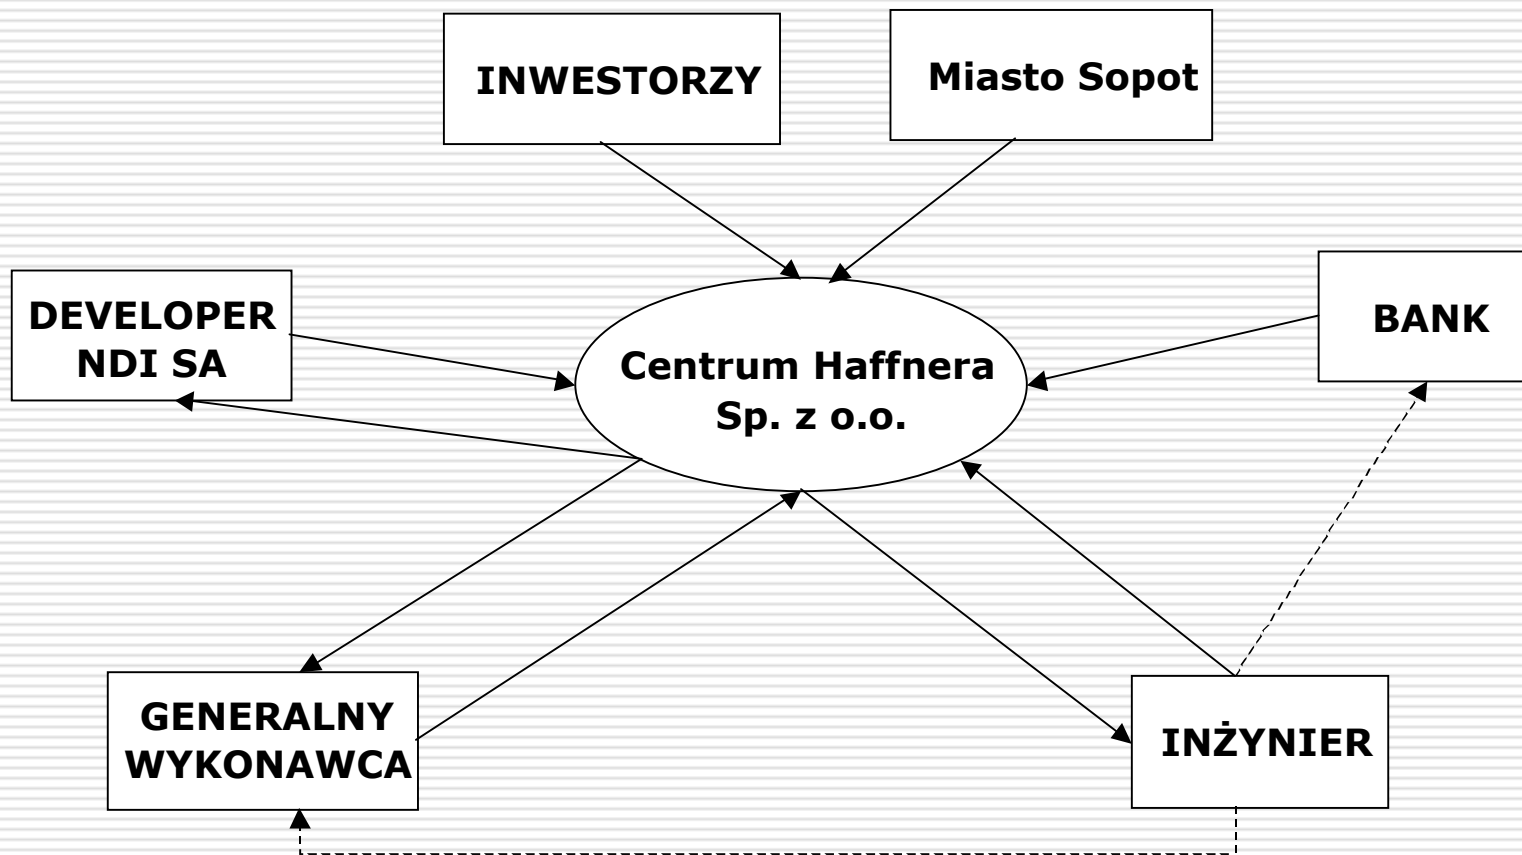 INWESTORZY
Miasto Sopot
DEVELOPER
NDI SA
BANK
Centrum Haffnera
Sp. z o.o.
GENERALNY
WYKONAWCA
INŻYNIER